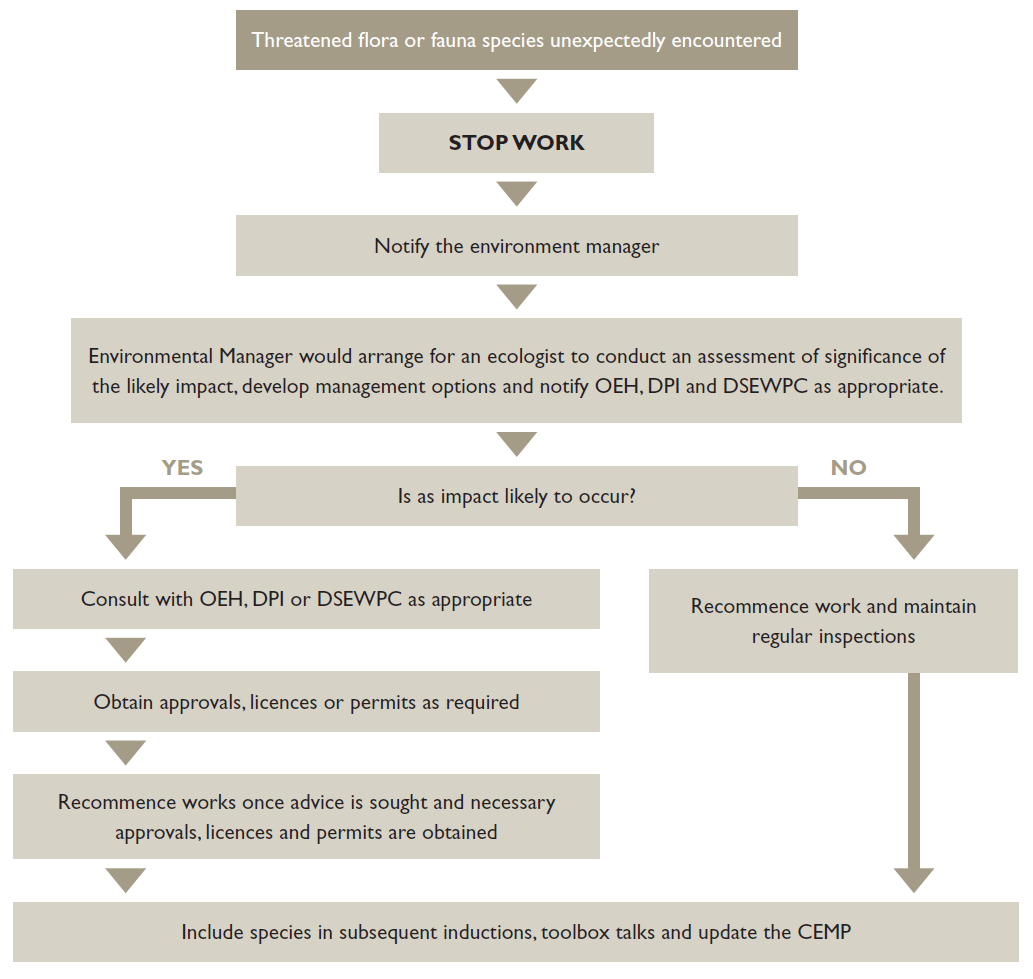 Threatened flora or fauna species unexpectedly encountered
STOP WORK
Notify the environment manager
Environmental Manager would arrange for an ecologist to conduct an assessment of significance of
the likely impact, develop management options and notify OEH, DPI and DSEWPC as appropriate.
YES
NO
Is as impact likely to occur?
Consult with OEH, DPI or DSEWPC as appropriate
Recommence work and maintain
regular inspections
Obtain approvals, licences or permits as required
Recommence works once advice is sought and necessary
approvals, licences and permits are obtained
Include species in subsequent inductions, toolbox talks and update the CEMP